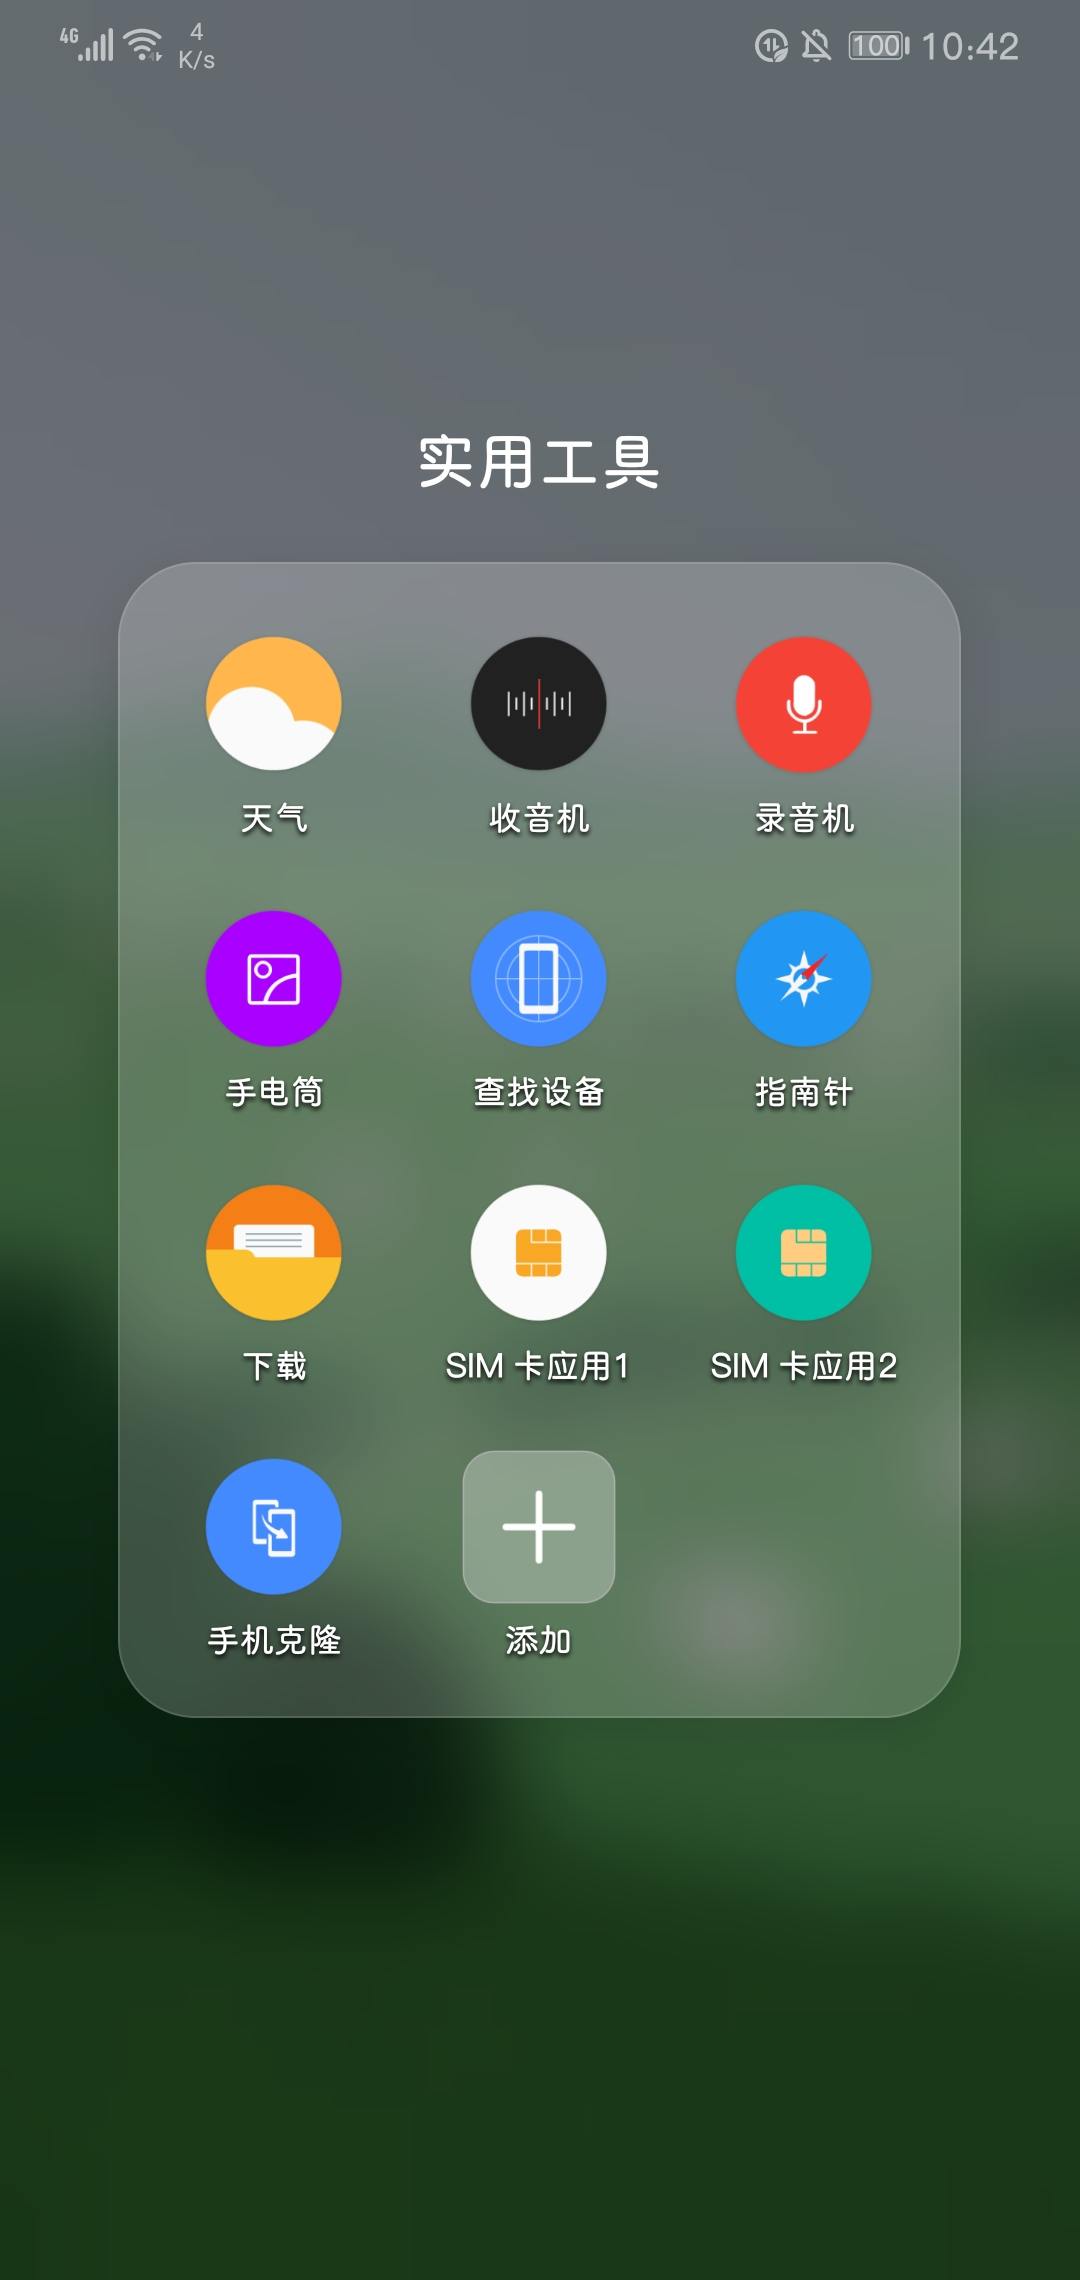 4G 4 K/s 100 10:42
实用工具
天气 收音机 录音机
手电筒 查找设备 指南针
下载 SIM 卡应用1 SIM 卡应用2
手机克隆 添加